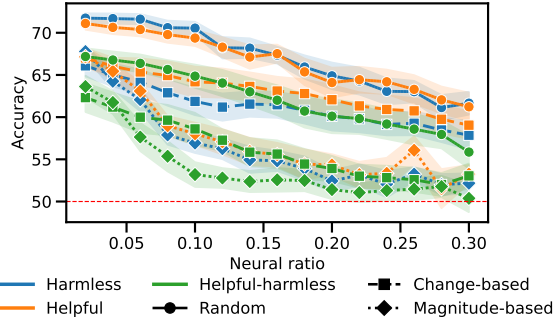 70
65
60
55
50
Accuracy
0.05 0.10 0.15 0.20 0.25 0.30
Neural ratio
Harmless Helpful-harmless Change-based
Helpful Random Magnitude-based